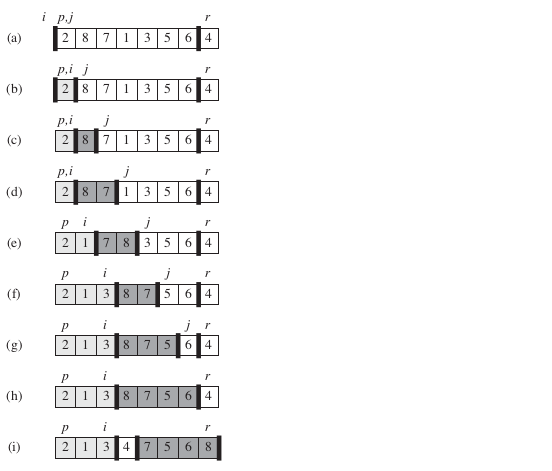 i p,j r
(a) 2 8 7 1 3 5 6 4
p,i j r
(b) 2 8 7 1 3 5 6 4
p,i j r
(c) 2 8 7 1 3 5 6 4
p,i j r
(d) 2 8 7 1 3 5 6 4
p i j r
(e) 2 1 7 8 3 5 6 4
p i j r
(f) 2 1 3 8 7 5 6 4
p i j r
(g) 2 1 3 8 7 5 6 4
p i r
(h) 2 1 3 8 7 5 6 4
p i r
(i) 2 1 3 4 7 5 6 8